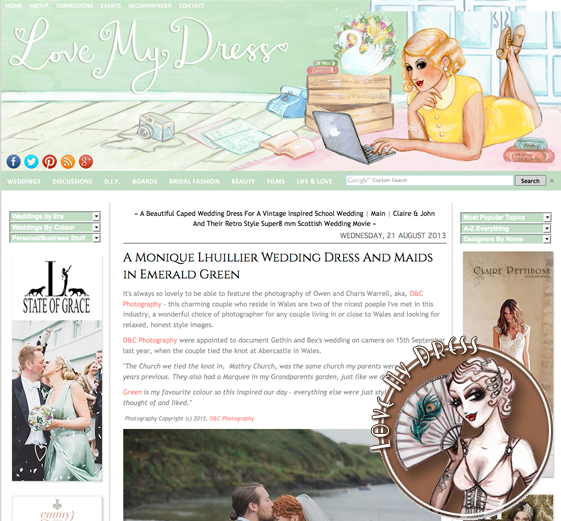 HOME ABOUT SUBMISSIONS EVENTS RECOMMENDED CONTACT
Love My Dress
WEDDINGS DISCUSSIONS D.I.Y. BOARDS BRIDAL FASHION BEAUTY FILMS LIFE & LOVE Google Custom Search Search ×
Weddings by Era
Weddings By Colour
Personal/Business Stuff
« A Beautiful Caped Wedding Dress For A Vintage Inspired School Wedding | Main | Claire & John
And Their Retro Style Super8 mm Scottish Wedding Movie »
WEDNESDAY, 21 AUGUST 2013
Most Popular Topics
A-Z Everything
Designers By Name
A Monique Lhuillier Wedding Dress And Maids
in Emerald Green
It's always so lovely to be able to feature the photography of Owen and Charis Warrell, aka, O&C
Photography - this charming couple who reside in Wales are two of the nicest poeple I've met in this
industry, a wonderful choice of photographer for any couple living in or close to Wales and looking for
relaxed, honest style images.
O&C Photography were appointed to document Gethin and Bex's wedding on camera on 15th September
last year, when the couple tied the knot at Abercastle in Wales.
"The Church we tied the knot in, Mathry Church, was the same church my parents were
years previous. They also had a Marquee in my Grandparents garden, just like we d
Green is my favourite colour so this inspired our day - everything else were just styl
thought of and liked."
Photography Copyright (c) 2013, O&C Photography
L
STATE OF GRACE
CLAIRE PETTIBONE
LOVE MY DRESS
emmy